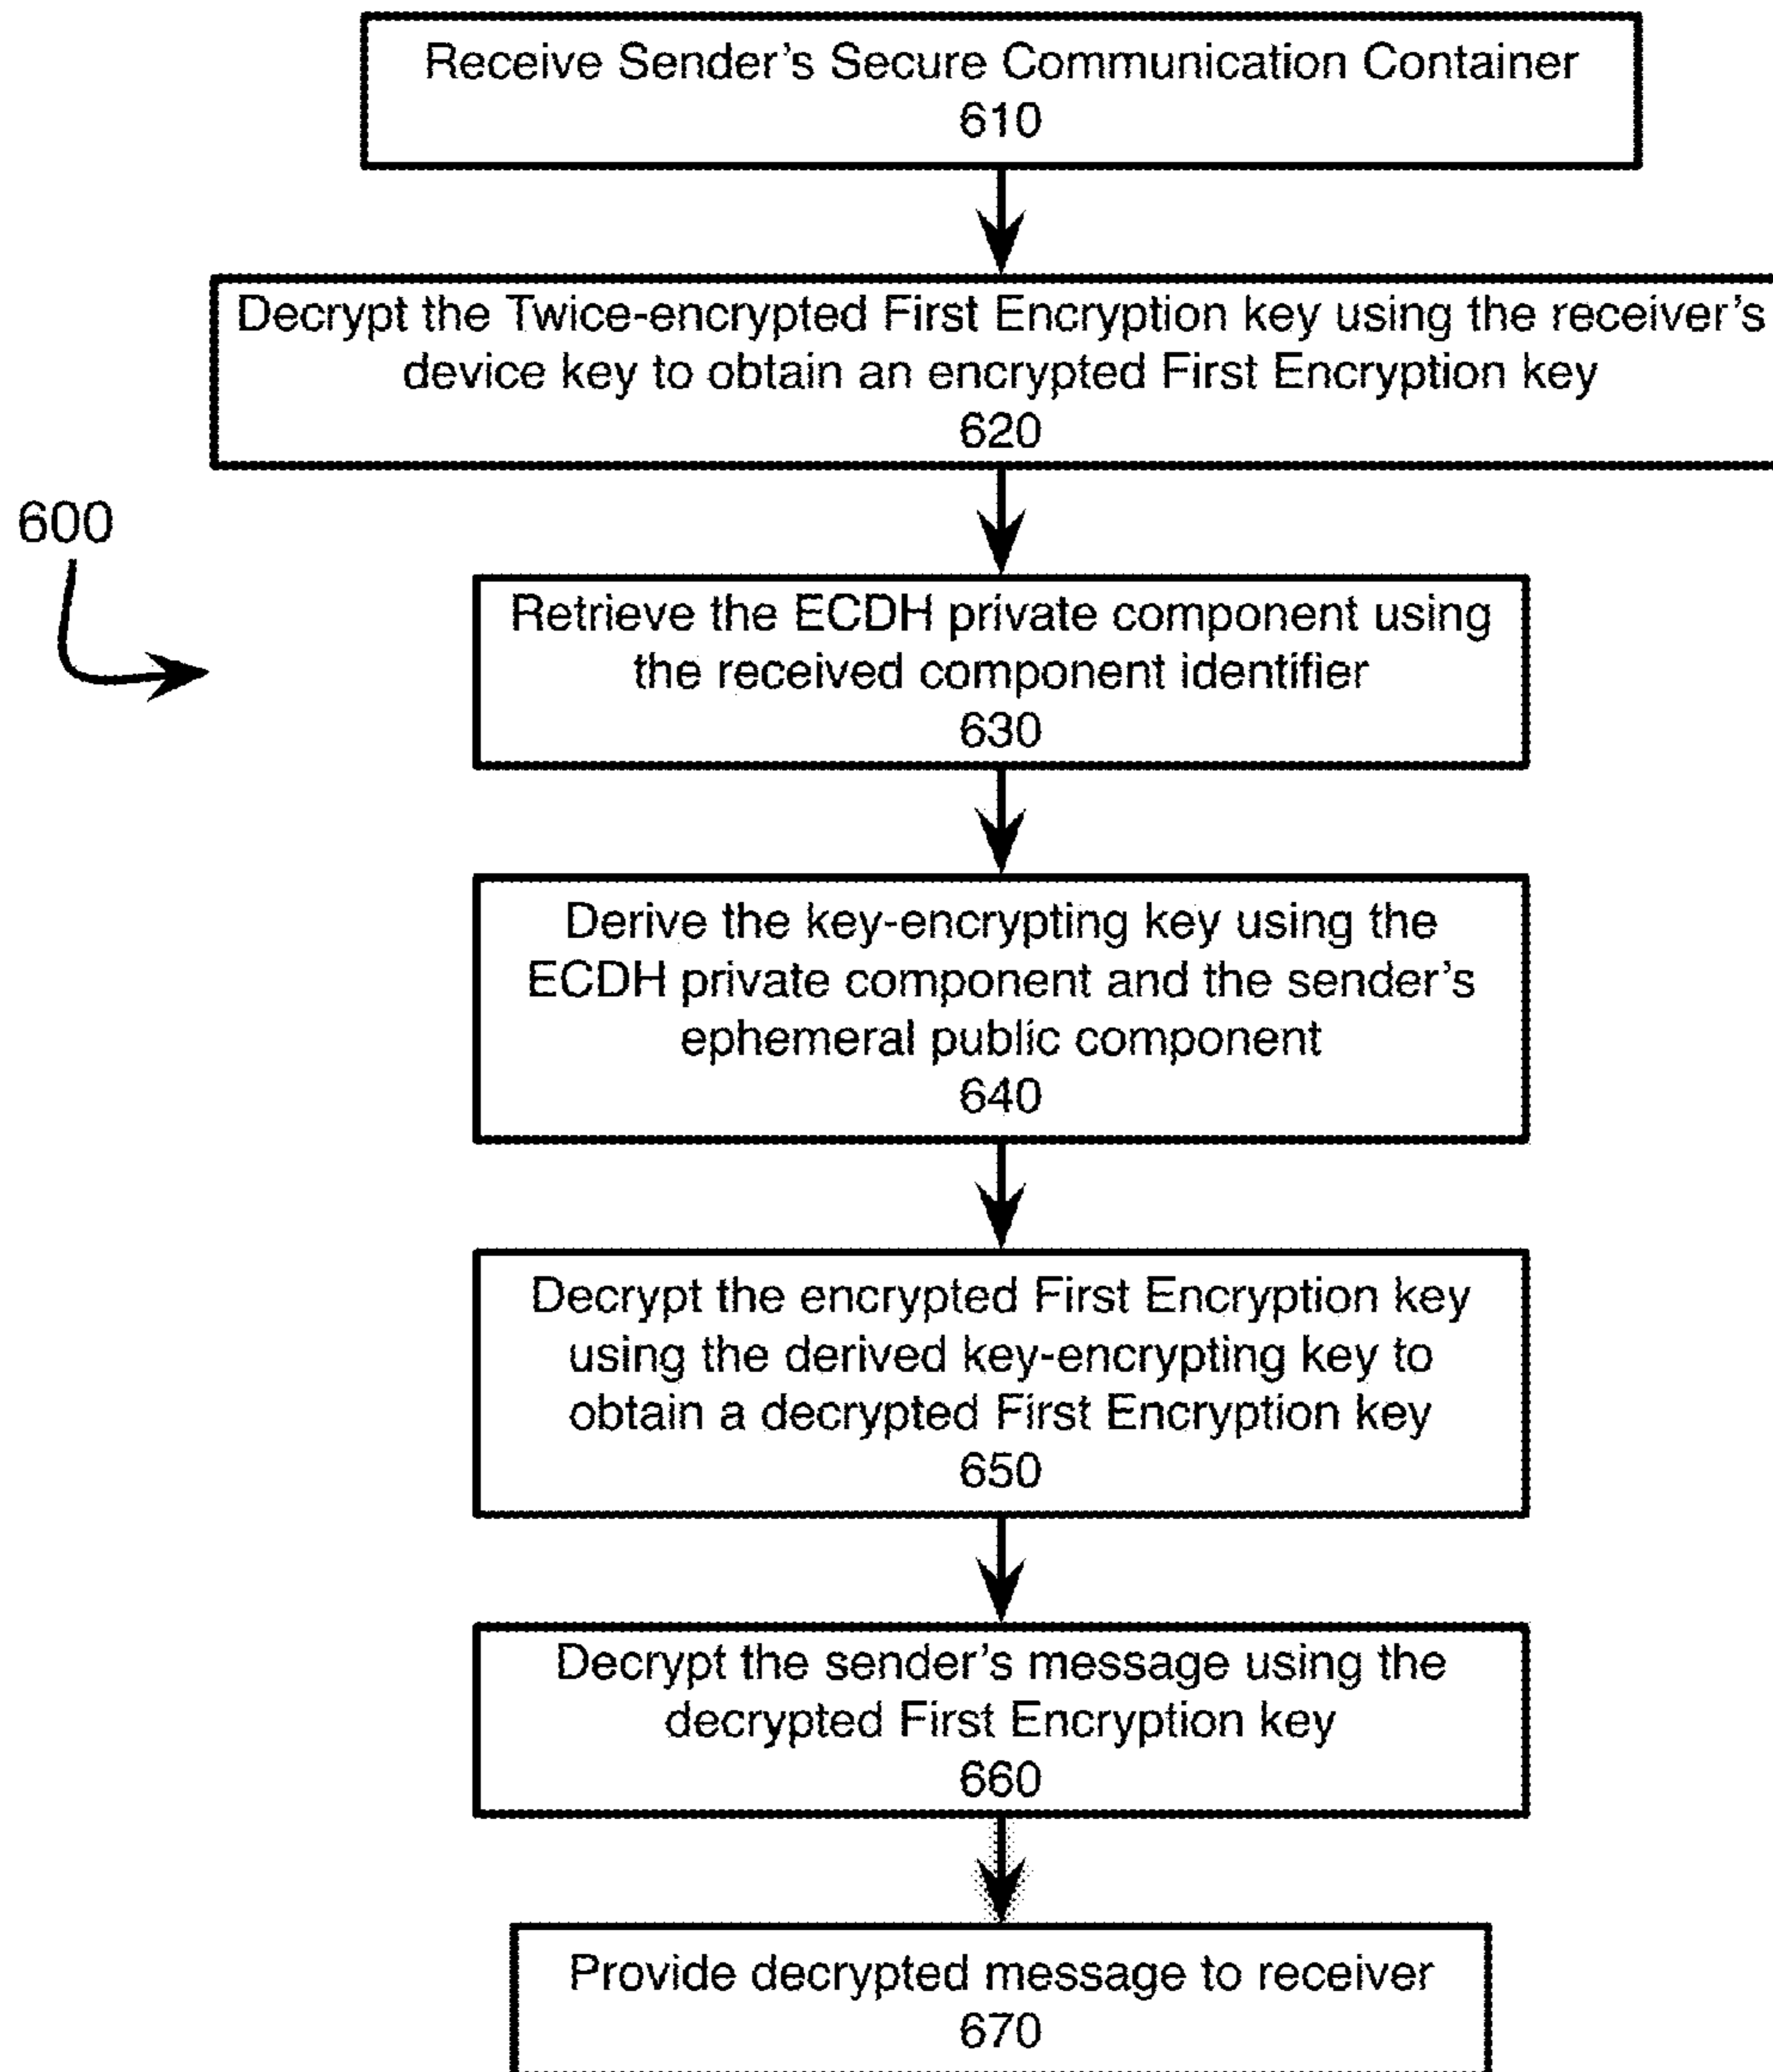 Receive Sender's Secure Communication Container
610
Decrypt the Twice-encrypted First Encryption key using the receiver's
device key to obtain an encrypted First Encryption key
620
600
Retrieve the ECDH private component using
the received component identifier
630
Derive the key-encrypting key using the
ECDH private component and the sender's
ephemeral public component
640
Decrypt the encrypted First Encryption key
using the derived key-encrypting key to
obtain a decrypted First Encryption key
650
Decrypt the sender's message using the
decrypted First Encryption key
660
Provide decrypted message to receiver
670